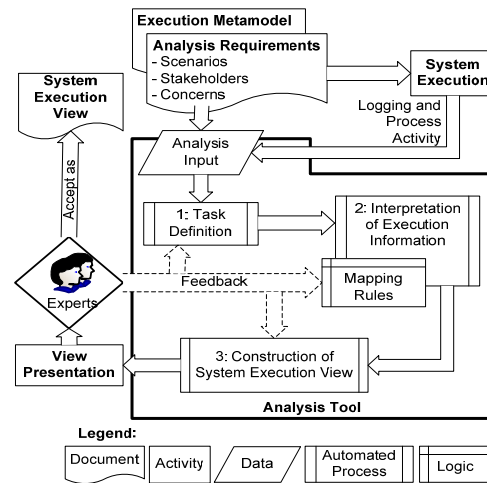 Execution Metamodel
Analysis Requirements
- Scenarios
- Stakeholders
- Concerns
System
Execution
System
Execution
View
Logging and
Process
Activity
Analysis
Input
Accept as
1: Task
Definition
2: Interpretation
of Execution
Information
Mapping
Rules
Feedback
Experts
View
Presentation
3: Construction of
System Execution View
Analysis Tool
Legend:
Document
Activity
Data
Automated
Process
Logic